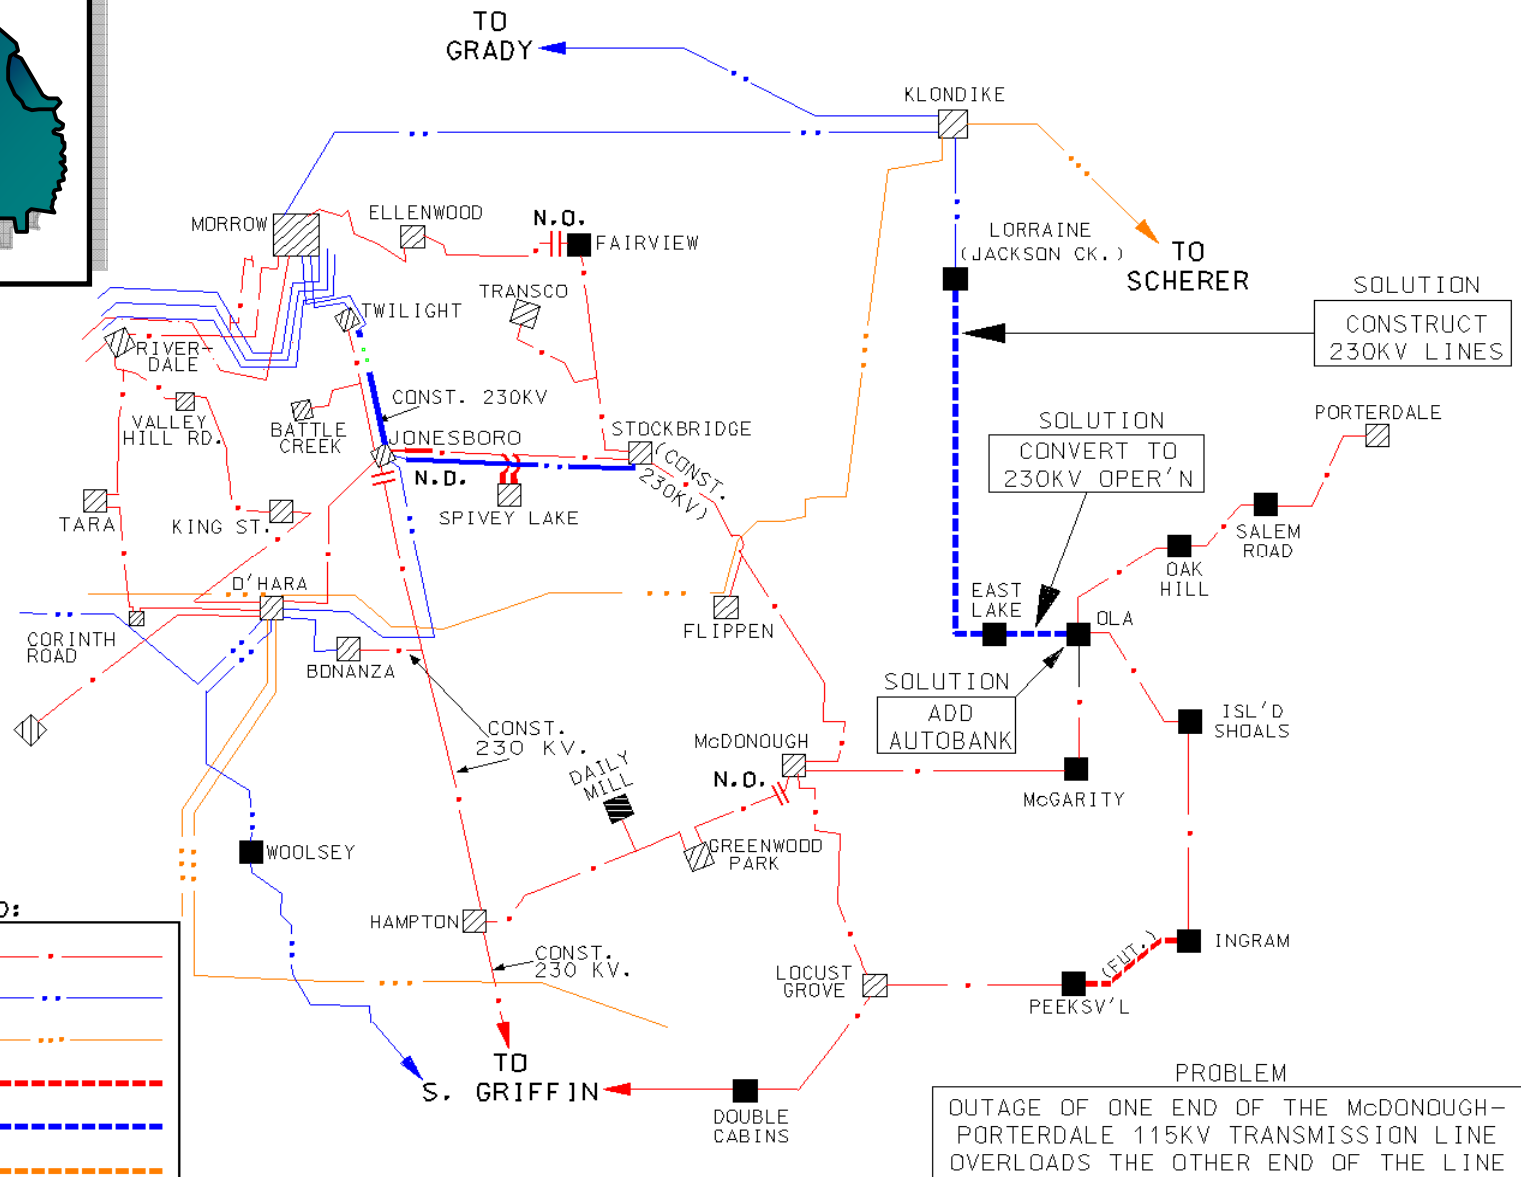 TO
GRADY
KLONDIKE
MORROW
ELLENWOOD
N.O.
FAIRVIEW
LORRAINE
(JACKSON CK.)
TO
SCHERER
SOLUTION
CONSTRUCT
230KV LINES
TRANSCO
TWILIGHT
RIVER-
DALE
VALLEY
HILL RD.
BATTLE
CREEK
CONST. 230KV
JONESBORO
STOCKBRIDGE
(CONST.
230KV)
N.O.
SPIVEY LAKE
SOLUTION
CONVERT TO
230KV OPER'N
PORTERDALE
TARA
KING ST.
SALEM
ROAD
OAK
HILL
O'HARA
EAST
LAKE
OLA
CORINTH
ROAD
BONANZA
FLIPPEN
SOLUTION
ADD
AUTOBANK
ISL'D
SHOALS
CONST.
230 KV.
McDONOUGH
N.O.
DAILY
MILL
McGARITY
GREENWOOD
PARK
WOOLSEY
HAMPTON
CONST.
230 KV.
LOCUST
GROVE
(FUT.)
INGRAM
PEEKSV'L
O:
TO
S. GRIFFIN
DOUBLE
CABINS
PROBLEM
OUTAGE OF ONE END OF THE McDONOUGH-
PORTERDALE 115KV TRANSMISSION LINE
OVERLOADS THE OTHER END OF THE LINE